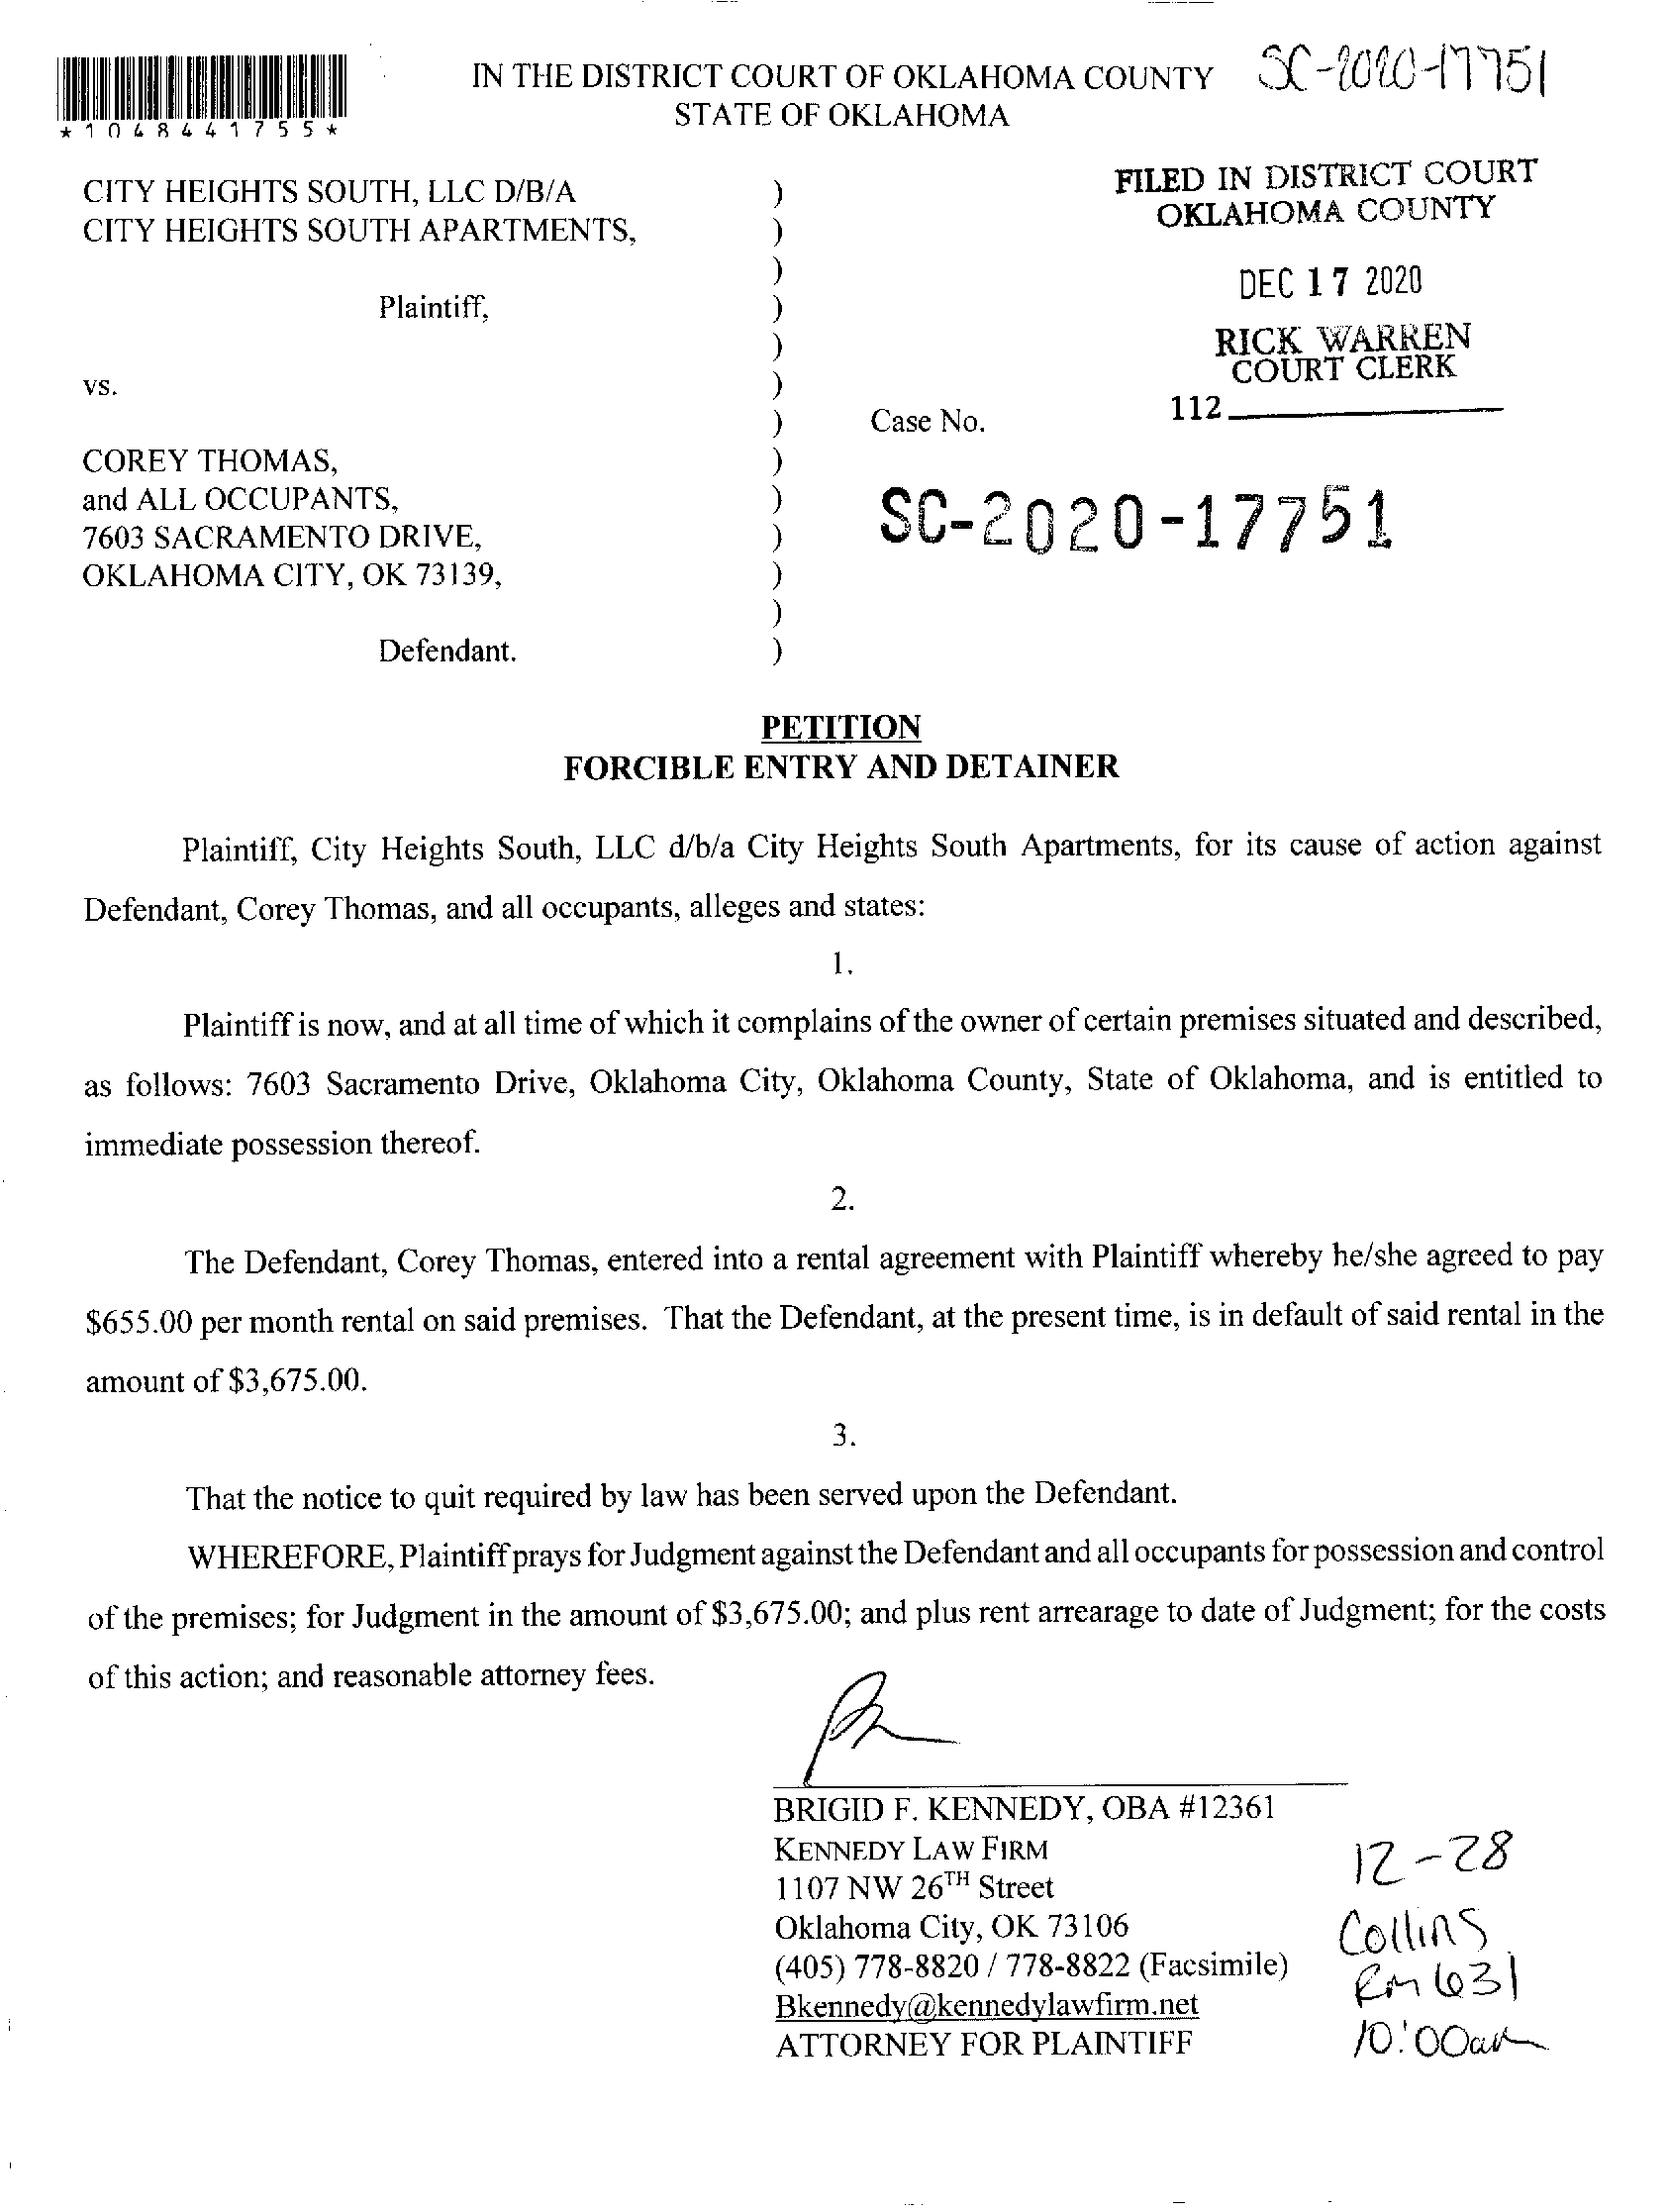 IN THE DISTRICT COURT OF OKLAHOMA COUNTY SC-2020-17751
STATE OF OKLAHOMA
*1048441755*
FILED IN DISTRICT COURT
OKLAHOMA COUNTY
DEC 17 2020
RICK WARREN
COURT CLERK
112
CITY HEIGHTS SOUTH, LLC D/B/A )
CITY HEIGHTS SOUTH APARTMENTS, )
)
Plaintiff, )
)
vs. )
) Case No.
COREY THOMAS, )
and ALL OCCUPANTS, ) SC-2020-17751
7603 SACRAMENTO DRIVE, )
OKLAHOMA CITY, OK 73139, )
)
Defendant. )
PETITION
FORCIBLE ENTRY AND DETAINER
Plaintiff, City Heights South, LLC d/b/a City Heights South Apartments, for its cause of action against
Defendant, Corey Thomas, and all occupants, alleges and states:
1.
Plaintiff is now, and at all time of which it complains of the owner of certain premises situated and described,
as follows: 7603 Sacramento Drive, Oklahoma City, Oklahoma County, State of Oklahoma, and is entitled to
immediate possession thereof.
2.
The Defendant, Corey Thomas, entered into a rental agreement with Plaintiff whereby he/she agreed to pay
$655.00 per month rental on said premises. That the Defendant, at the present time, is in default of said rental in the
amount of $3,675.00.
3.
That the notice to quit required by law has been served upon the Defendant.
WHEREFORE, Plaintiff prays for Judgment against the Defendant and all occupants for possession and control
of the premises; for Judgment in the amount of $3,675.00; and plus rent arrearage to date of Judgment; for the costs
of this action; and reasonable attorney fees.
BRIGID F. KENNEDY, OBA #12361
KENNEDY LAW FIRM
1107 NW 26TH Street
Oklahoma City, OK 73106
(405) 778-8820 / 778-8822 (Facsimile)
Bkennedy@kennedylawfirm.net
ATTORNEY FOR PLAINTIFF
12-28
Collins
Rm 631
10:00am